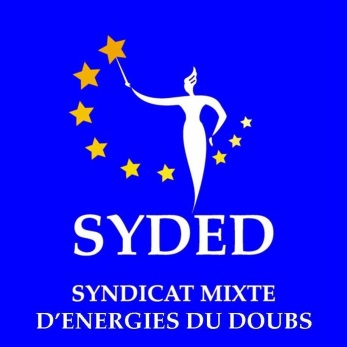 SYDED
SYNDICAT MIXTE
D'ENERGIES DU DOUBS